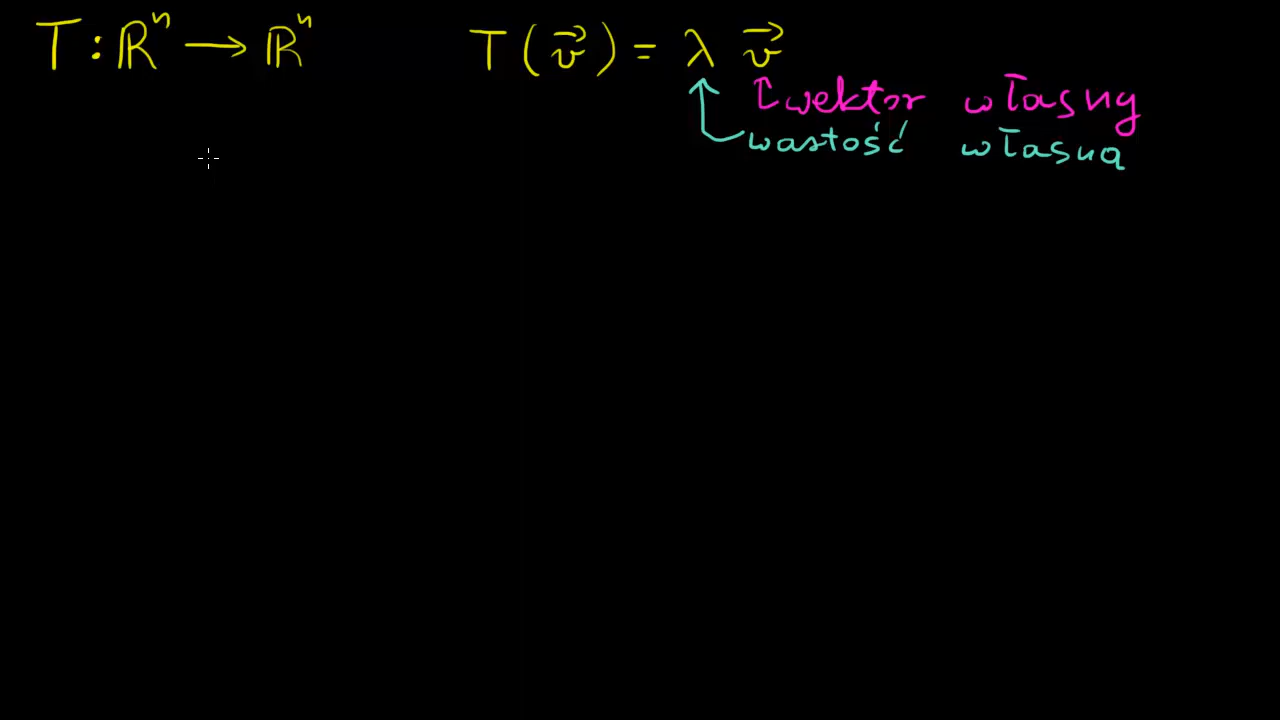 T : ℝⁿ → ℝⁿ T(v⃗) = λ v⃗
wektor własny
wastość własna